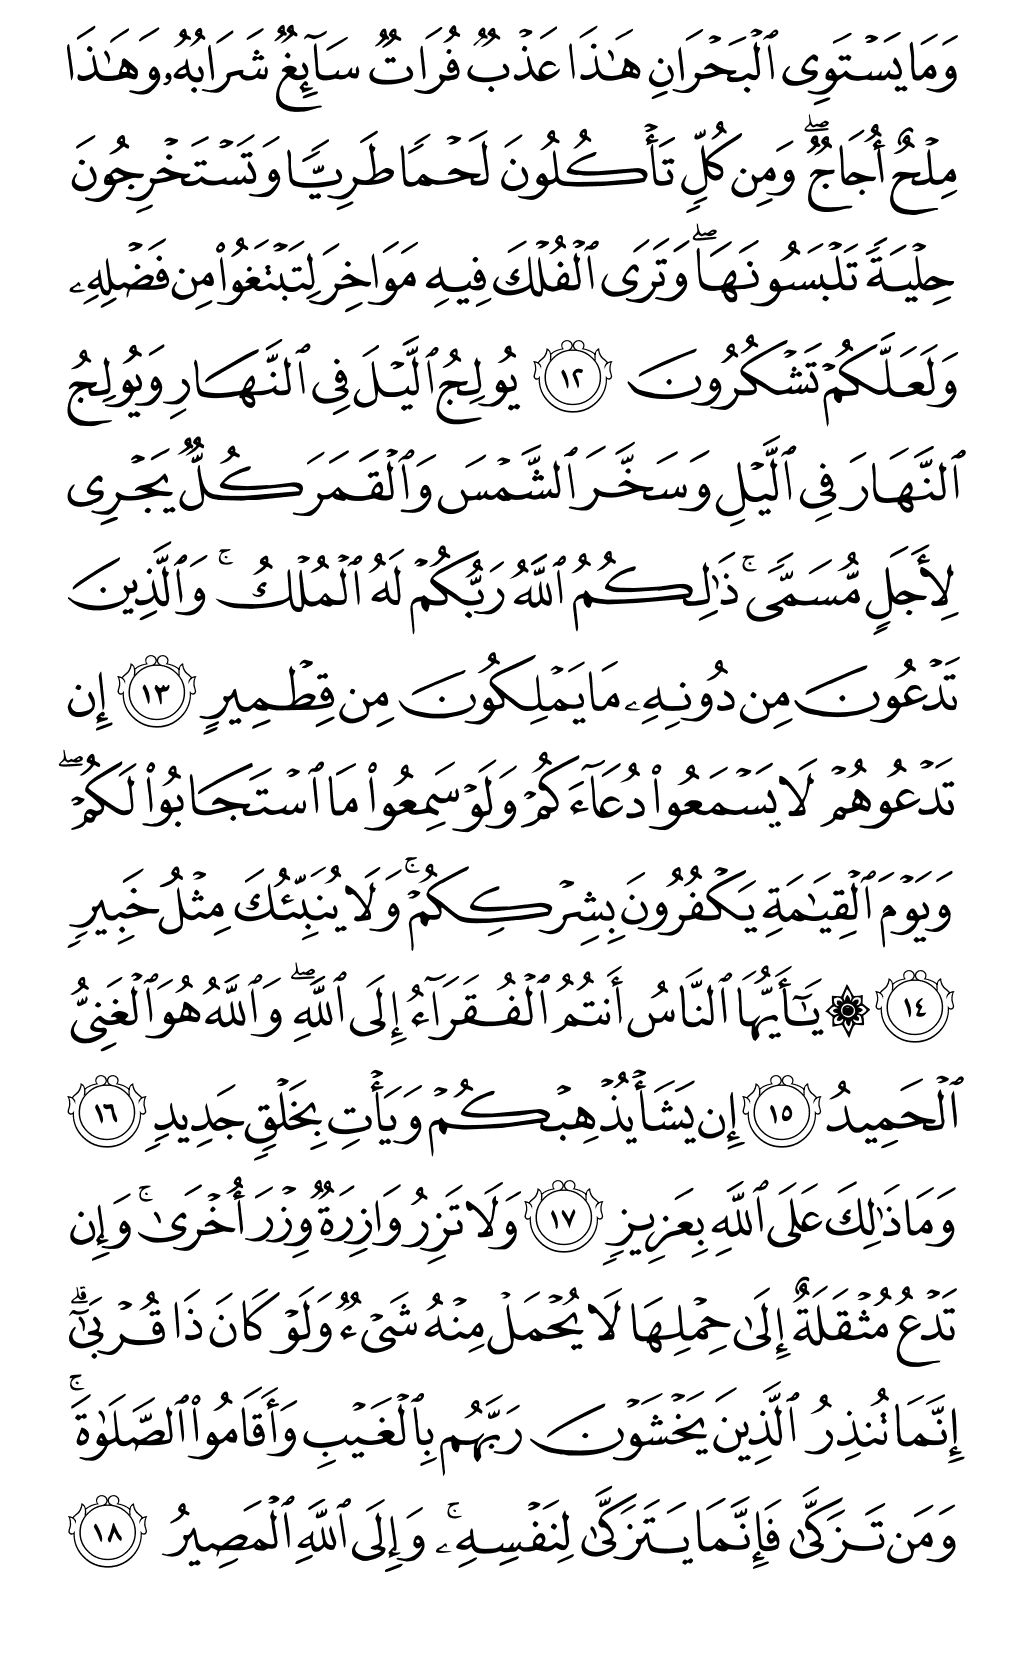 وَمَا يَسْتَوِى ٱلْبَحْرَانِ هَـٰذَا عَذْبٌ فُرَاتٌ سَآئِغٌ شَرَابُهُۥ وَهَـٰذَا
مِلْحٌ أُجَاجٌ ۖ وَمِن كُلٍّ تَأْكُلُونَ لَحْمًا طَرِيًّا وَتَسْتَخْرِجُونَ
حِلْيَةً تَلْبَسُونَهَا ۖ وَتَرَى ٱلْفُلْكَ فِيهِ مَوَاخِرَ لِتَبْتَغُوا۟ مِن فَضْلِهِۦ
وَلَعَلَّكُمْ تَشْكُرُونَ ١٢ يُولِجُ ٱلَّيْلَ فِى ٱلنَّهَارِ وَيُولِجُ
ٱلنَّهَارَ فِى ٱلَّيْلِ وَسَخَّرَ ٱلشَّمْسَ وَٱلْقَمَرَ كُلٌّ يَجْرِى
لِأَجَلٍ مُّسَمًّى ۚ ذَٰلِكُمُ ٱللَّهُ رَبُّكُمْ لَهُ ٱلْمُلْكُ ۚ وَٱلَّذِينَ
تَدْعُونَ مِن دُونِهِۦ مَا يَمْلِكُونَ مِن قِطْمِيرٍ ١٣ إِن
تَدْعُوهُمْ لَا يَسْمَعُوا۟ دُعَآءَكُمْ وَلَوْ سَمِعُوا۟ مَا ٱسْتَجَابُوا۟ لَكُمْ ۖ
وَيَوْمَ ٱلْقِيَـٰمَةِ يَكْفُرُونَ بِشِرْكِكُمْ ۚ وَلَا يُنَبِّئُكَ مِثْلُ خَبِيرٍ
١٤ ۞ يَـٰٓأَيُّهَا ٱلنَّاسُ أَنتُمُ ٱلْفُقَرَآءُ إِلَى ٱللَّهِ ۖ وَٱللَّهُ هُوَ ٱلْغَنِىُّ
ٱلْحَمِيدُ ١٥ إِن يَشَأْ يُذْهِبْكُمْ وَيَأْتِ بِخَلْقٍ جَدِيدٍ ١٦
وَمَا ذَٰلِكَ عَلَى ٱللَّهِ بِعَزِيزٍ ١٧ وَلَا تَزِرُ وَازِرَةٌ وِزْرَ أُخْرَىٰ ۚ وَإِن
تَدْعُ مُثْقَلَةٌ إِلَىٰ حِمْلِهَا لَا يُحْمَلْ مِنْهُ شَىْءٌ وَلَوْ كَانَ ذَا قُرْبَىٰٓ ۗ
إِنَّمَا تُنذِرُ ٱلَّذِينَ يَخْشَوْنَ رَبَّهُم بِٱلْغَيْبِ وَأَقَامُوا۟ ٱلصَّلَوٰةَ ۚ
وَمَن تَزَكَّىٰ فَإِنَّمَا يَتَزَكَّىٰ لِنَفْسِهِۦ ۚ وَإِلَى ٱللَّهِ ٱلْمَصِيرُ ١٨